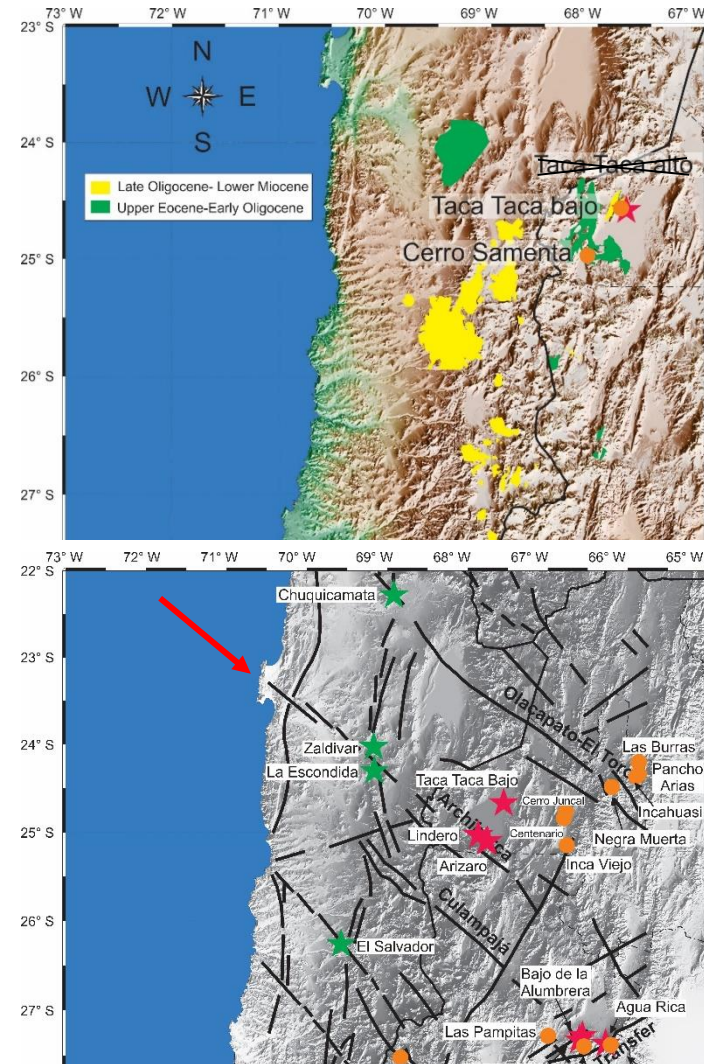 73° W 72° W 71° W 70° W 69° W 68° W 67° W
23° S
N
W E
S
24° S
Taca Taca alto
Late Oligocene- Lower Miocene
Upper Eocene-Early Oligocene
Taca Taca bajo
25° S
Cerro Samenta
26° S
27° S
73° W 72° W 71° W 70° W 69° W 68° W 67° W 66° W 65° W
22° S
Chuquicamata
23° S
Olacapato-El Toro
24° S
Zaldivar
Las Burras
La Escondida
Pancho
Arias
Taca Taca Bajo
Cerro Juncal
Incahuasi
Lindero
Centenario
Negra Muerta
25° S
Arizaro
Inca Viejo
Culampajá
26° S
El Salvador
Bajo de la
Alumbrera
Agua Rica
27° S
Las Pampitas
Transfer